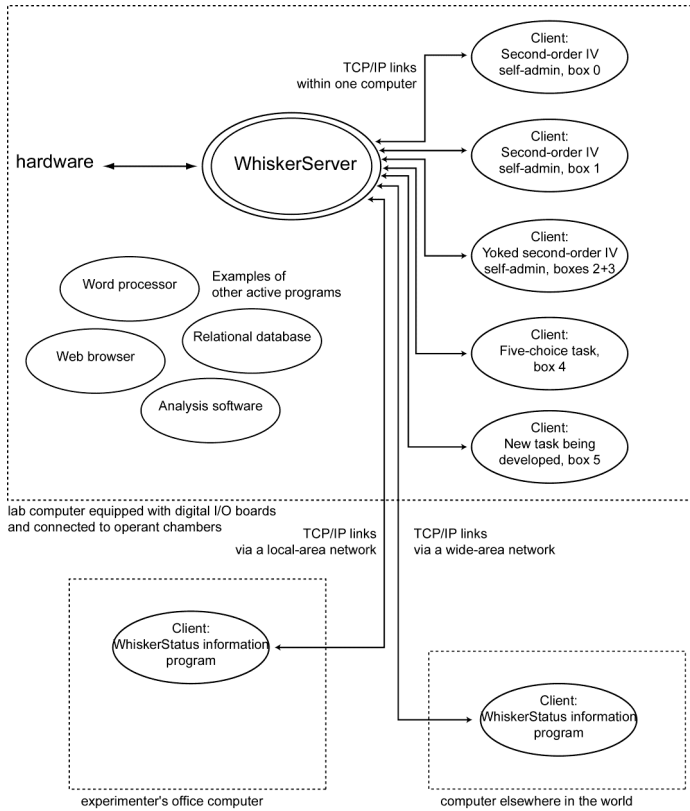 Client:
Second-order IV
self-admin, box 0
TCP/IP links
within one computer
hardware
WhiskerServer
Client:
Second-order IV
self-admin, box 1
Client:
Yoked second-order IV
self-admin, boxes 2+3
Word processor
Examples of
other active programs
Relational database
Web browser
Analysis software
Client:
Five-choice task,
box 4
Client:
New task being
developed, box 5
lab computer equipped with digital I/O boards
and connected to operant chambers
TCP/IP links
via a local-area network
TCP/IP links
via a wide-area network
Client:
WhiskerStatus information
program
Client:
WhiskerStatus information
program
experimenter's office computer
computer elsewhere in the world